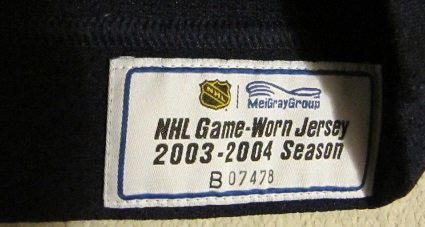 NHL
MeiGrayGroup
NHL Game-Worn Jersey
2003-2004 Season
B 07478